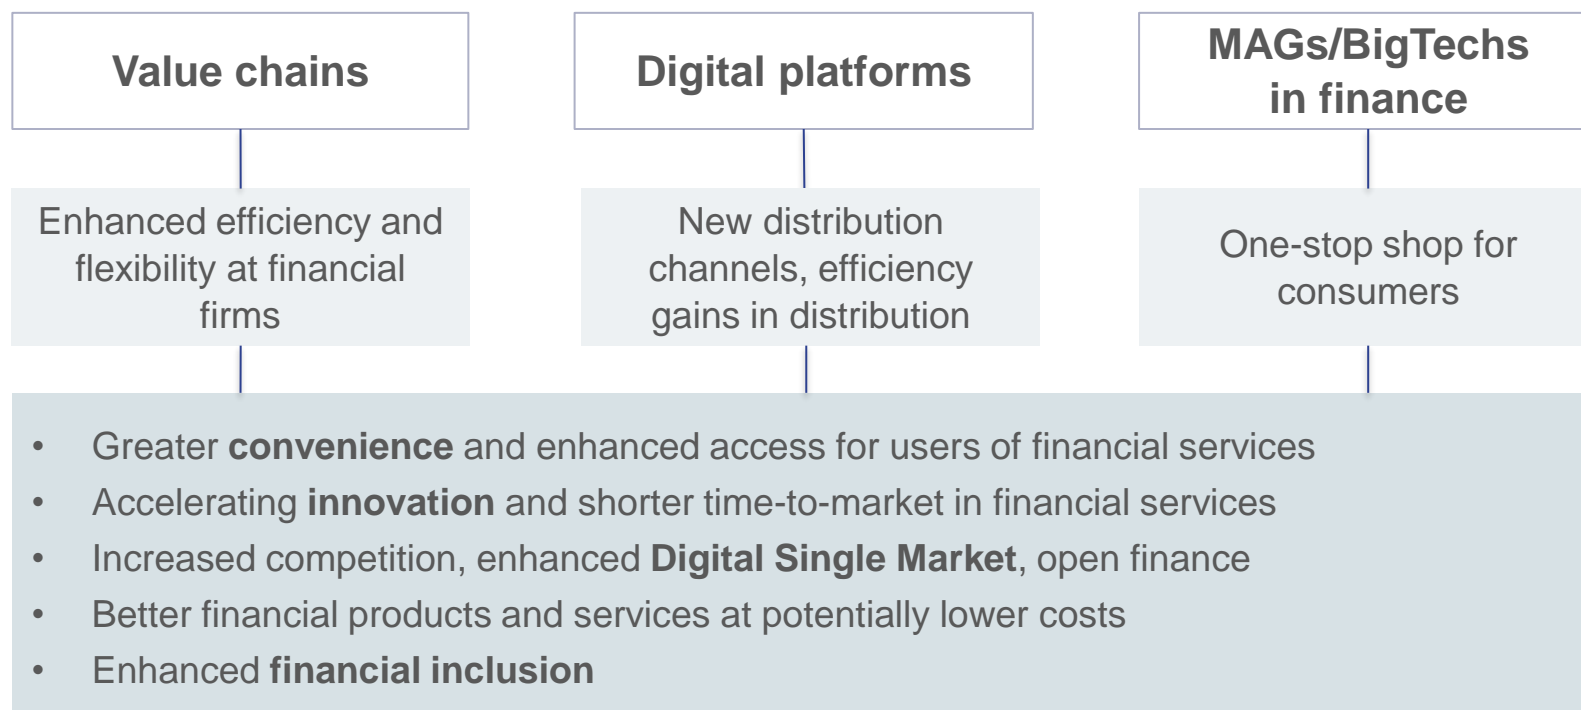 Value chains
Digital platforms
MAGs/BigTechs
in finance
Enhanced efficiency and
flexibility at financial
firms
New distribution
channels, efficiency
gains in distribution
One-stop shop for
consumers
• Greater convenience and enhanced access for users of financial services
• Accelerating innovation and shorter time-to-market in financial services
• Increased competition, enhanced Digital Single Market, open finance
• Better financial products and services at potentially lower costs
• Enhanced financial inclusion